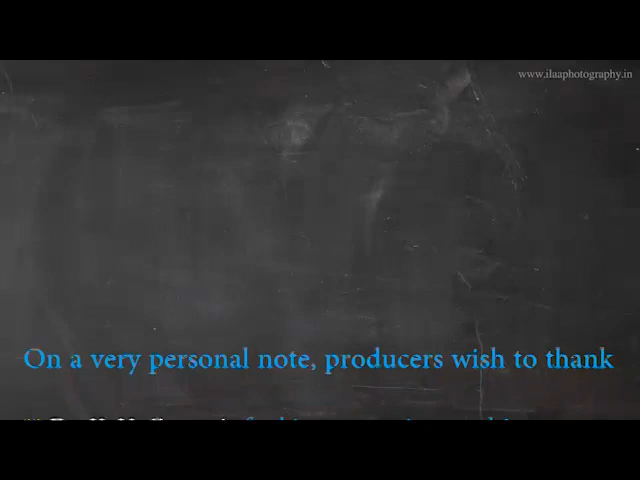 www.ilaaphotography.in
On a very personal note, producers wish to thank